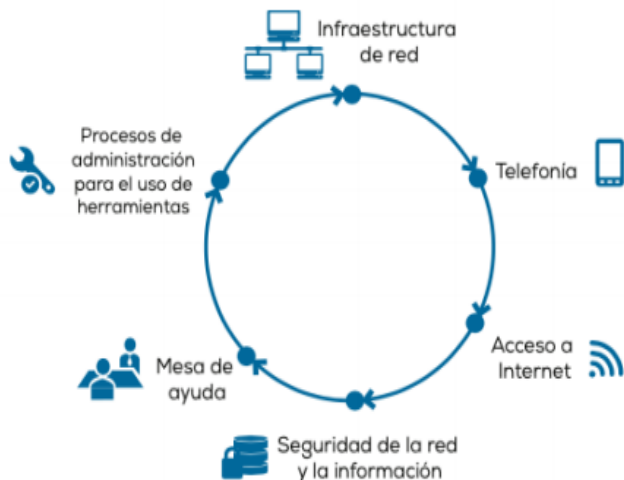 Infraestructura
de red
Telefonía
Acceso a
Internet
Seguridad de la red
y la información
Mesa de
ayuda
Procesos de
administración
para el uso de
herramientas